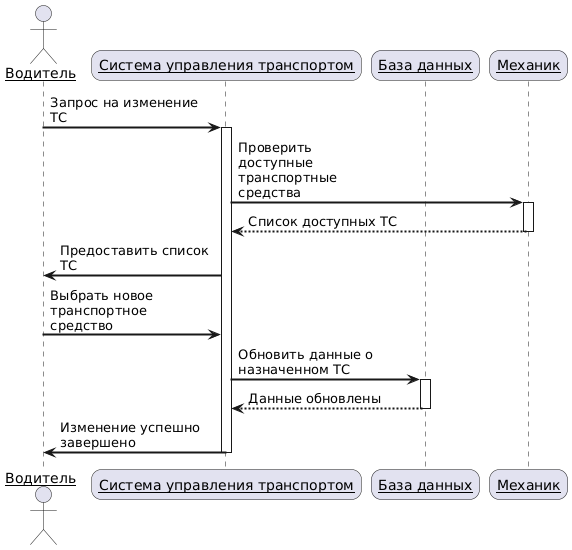 Водитель
Система управления транспортом
База данных
Механик
Запрос на изменение
ТС
Проверить
доступные
транспортные
средства
Список доступных ТС
Предоставить список
ТС
Выбрать новое
транспортное
средство
Обновить данные о
назначенном ТС
Данные обновлены
Изменение успешно
завершено
Водитель
Система управления транспортом
База данных
Механик